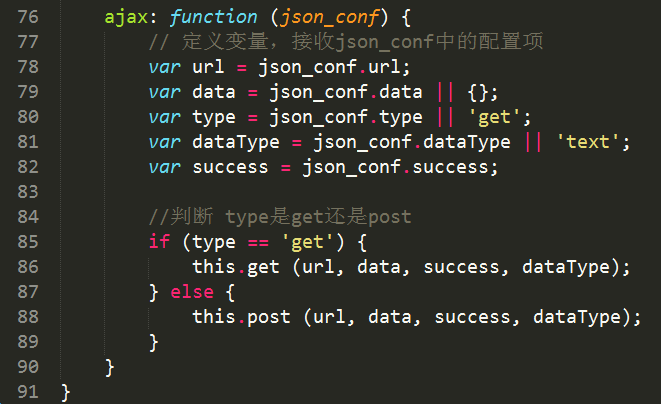 76 ajax: function (json_conf) {
77 // 定义变量，接收json_conf中的配置项
78 var url = json_conf.url;
79 var data = json_conf.data || {};
80 var type = json_conf.type || 'get';
81 var dataType = json_conf.dataType || 'text';
82 var success = json_conf.success;
83
84 //判断 type是get还是post
85 if (type == 'get') {
86 this.get (url, data, success, dataType);
87 } else {
88 this.post (url, data, success, dataType);
89 }
90 }
91 }